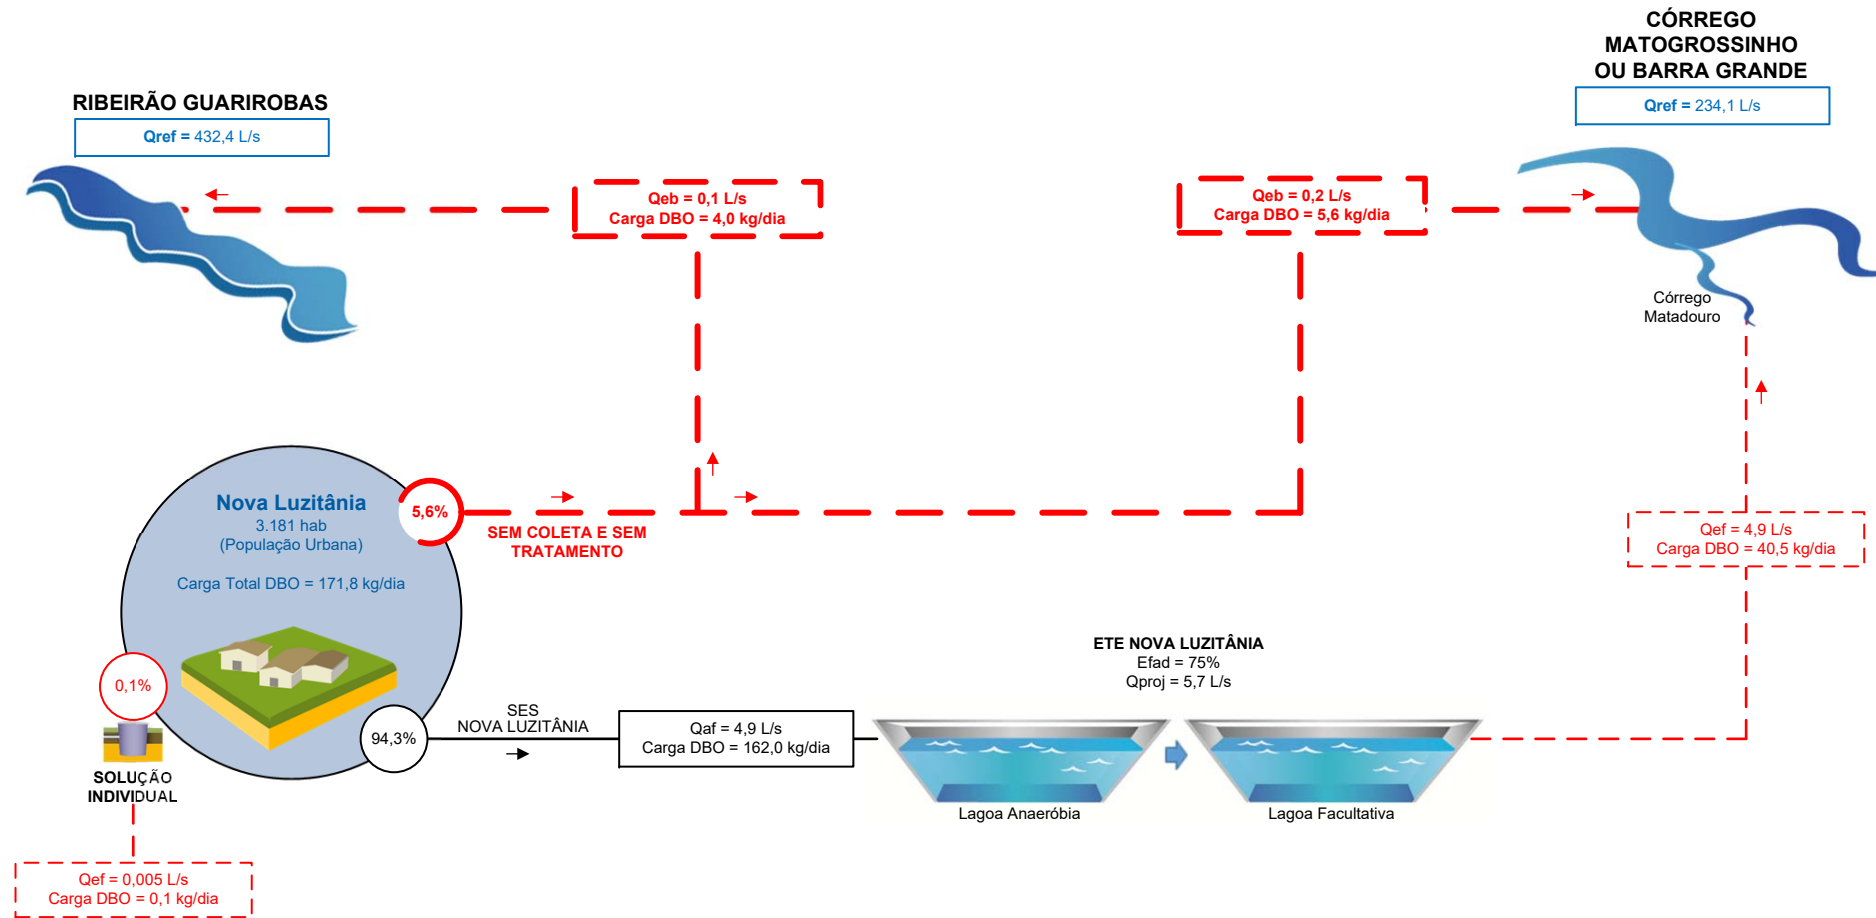 CÓRREGO
MATOGROSSINHO
OU BARRA GRANDE
Qref = 234,1 L/s
RIBEIRÃO GUARIROBAS
Qref = 432,4 L/s
Qeb = 0,1 L/s
Carga DBO = 4,0 kg/dia
Qeb = 0,2 L/s
Carga DBO = 5,6 kg/dia
Córrego
Matadouro
Nova Luzitânia
3.181 hab
(População Urbana)
Carga Total DBO = 171,8 kg/dia
5,6%
SEM COLETA E SEM
TRATAMENTO
Qef = 4,9 L/s
Carga DBO = 40,5 kg/dia
0,1%
SOLUÇÃO
INDIVIDUAL
94,3%
SES
NOVA LUZITÂNIA
Qaf = 4,9 L/s
Carga DBO = 162,0 kg/dia
ETE NOVA LUZITÂNIA
Efad = 75%
Qproj = 5,7 L/s
Lagoa Anaeróbia
Lagoa Facultativa
Qef = 0,005 L/s
Carga DBO = 0,1 kg/dia